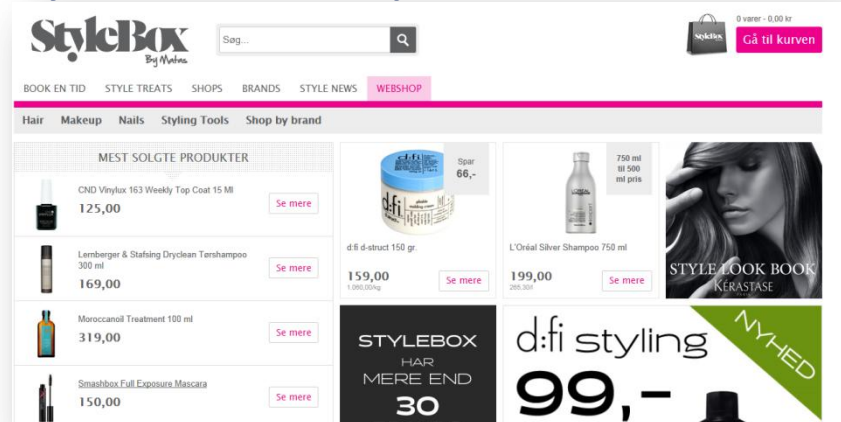 StyleBox
By Matas
Søg...
0 varer - 0,00 kr
Gå til kurven
StyleBox
BOOK EN TID STYLE TREATS SHOPS BRANDS STYLE NEWS WEBSHOP
Hair Makeup Nails Styling Tools Shop by brand
MEST SOLGTE PRODUKTER
CND Vinylux 163 Weekly Top Coat 15 Ml
125,00
Se mere
Lernberger & Stafsing Dryclean Tørshampoo
300 ml
169,00
Se mere
Moroccanoil Treatment 100 ml
319,00
Se mere
Smashbox Full Exposure Mascara
150,00
Se mere
d:fi
Spar
66,-
d:fi d-struct 150 gr.
159,00
1.060,00/kg
Se mere
750 ml
til 500
ml pris
L'Oréal Silver Shampoo 750 ml
199,00
265,30/l
Se mere
STYLE LOOK BOOK
KÉRASTASE
PARIS
STYLEBOX
HAR
MERE END
30
d:fi styling
99,-
NYHED